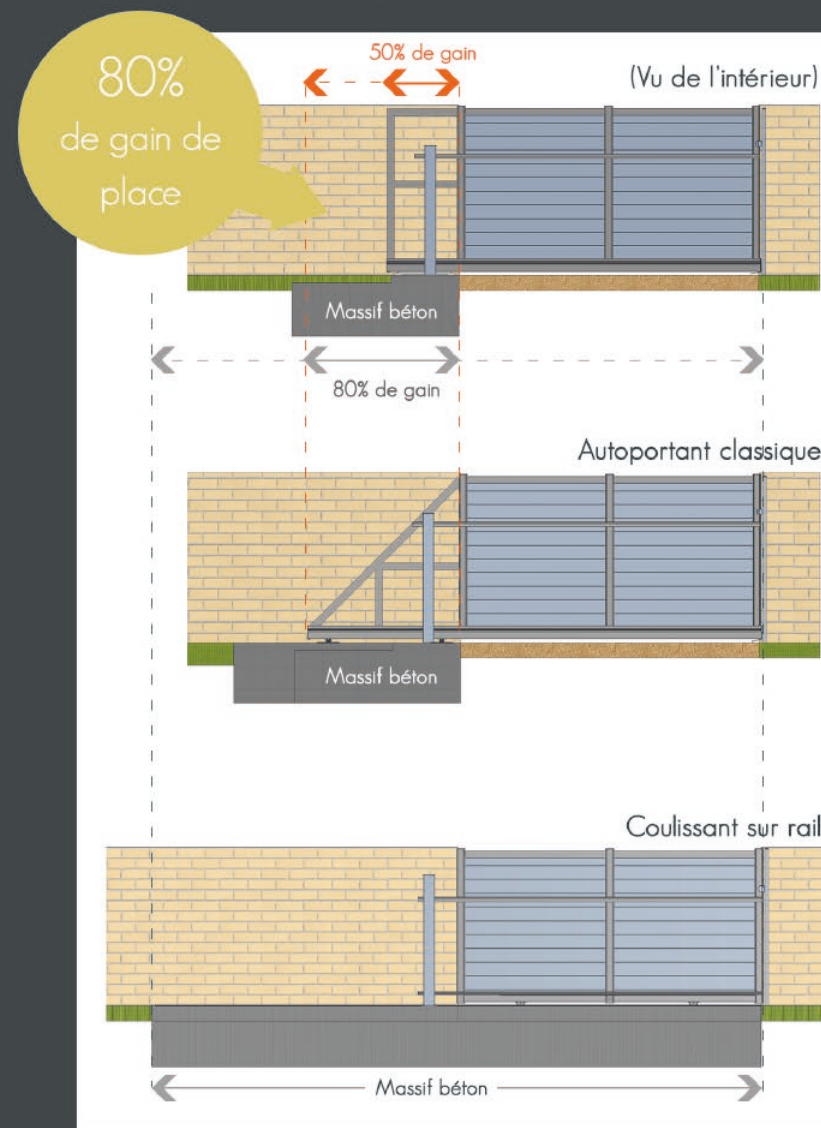 80%
de gain de
place
50% de gain
(Vu de l'intérieur)
Massif béton
80% de gain
Autoportant classique
Massif béton
Coulissant sur rail
Massif béton